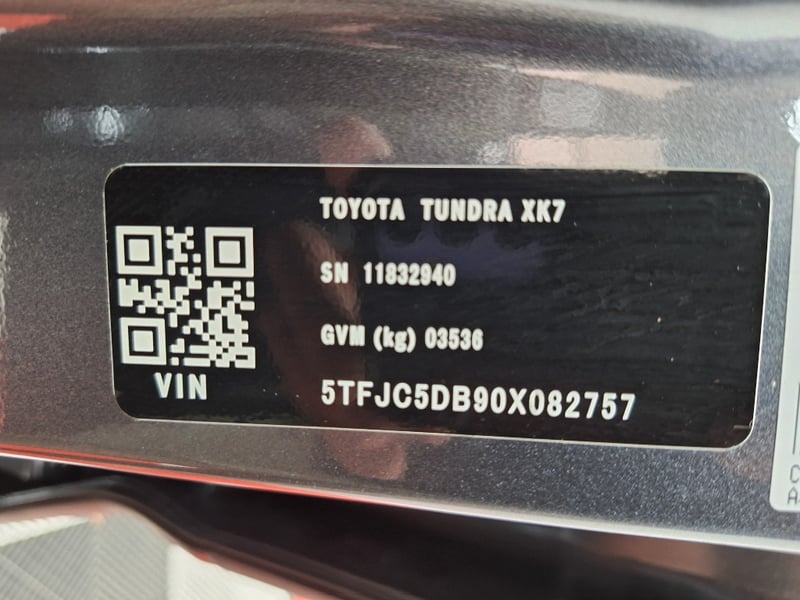 TOYOTA TUNDRA XK7
SN 11832940
GVM (kg) 03536
VIN
5TFJC5DB90X082757
C
A